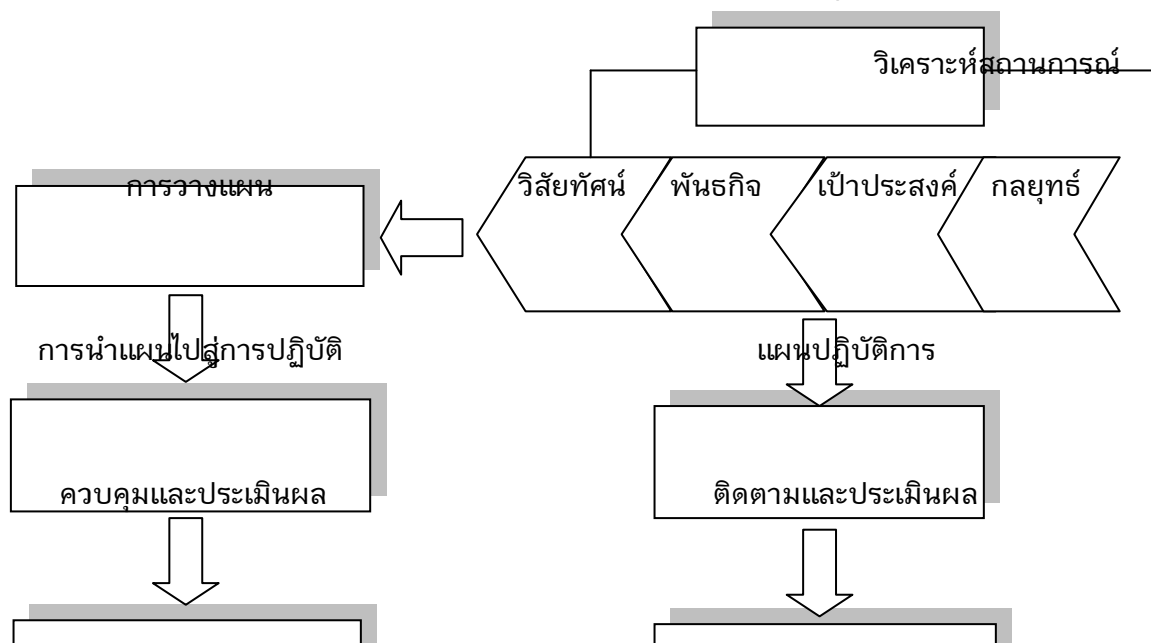 วิเคราะห์สถานการณ์
การวางแผน วิสัยทัศน์ พันธกิจ เป้าประสงค์ กลยุทธ์
การนำแผนไปสู่การปฏิบัติ แผนปฏิบัติการ
ควบคุมและประเมินผล ติดตามและประเมินผล